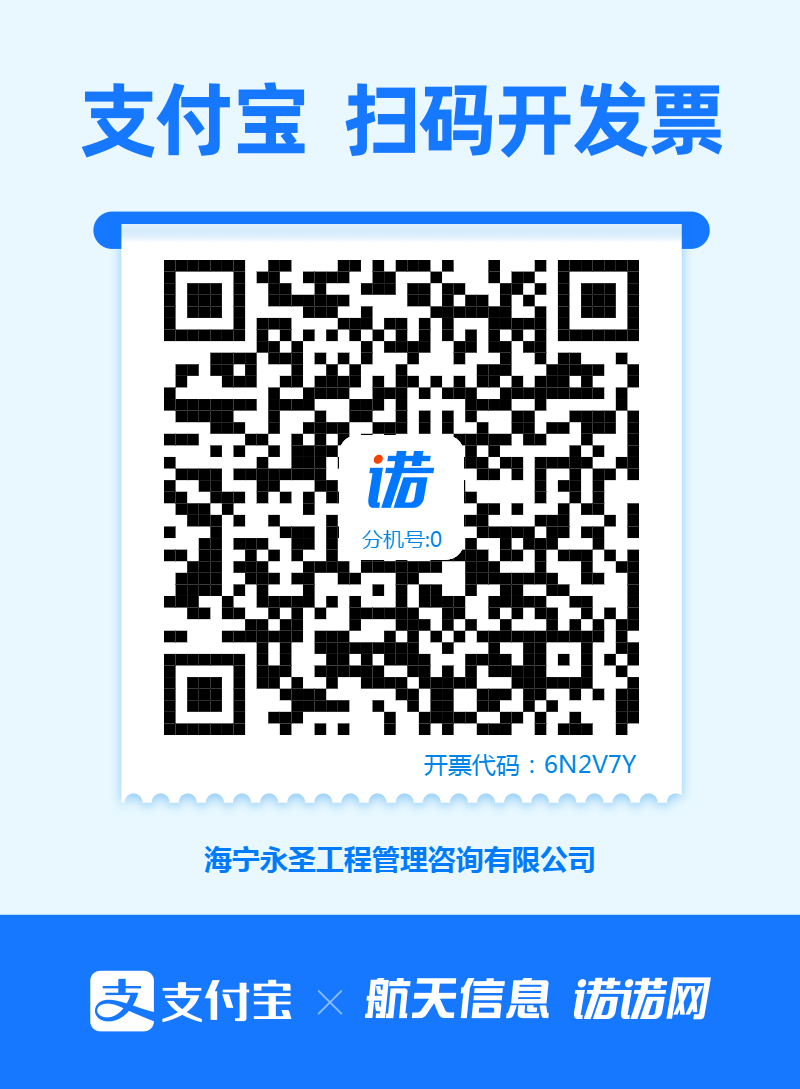 支付宝 扫码开发票
诺
分机号:0
开票代码：6N2V7Y
海宁永圣工程管理咨询有限公司
支 支付宝 × 航天信息 诺诺网